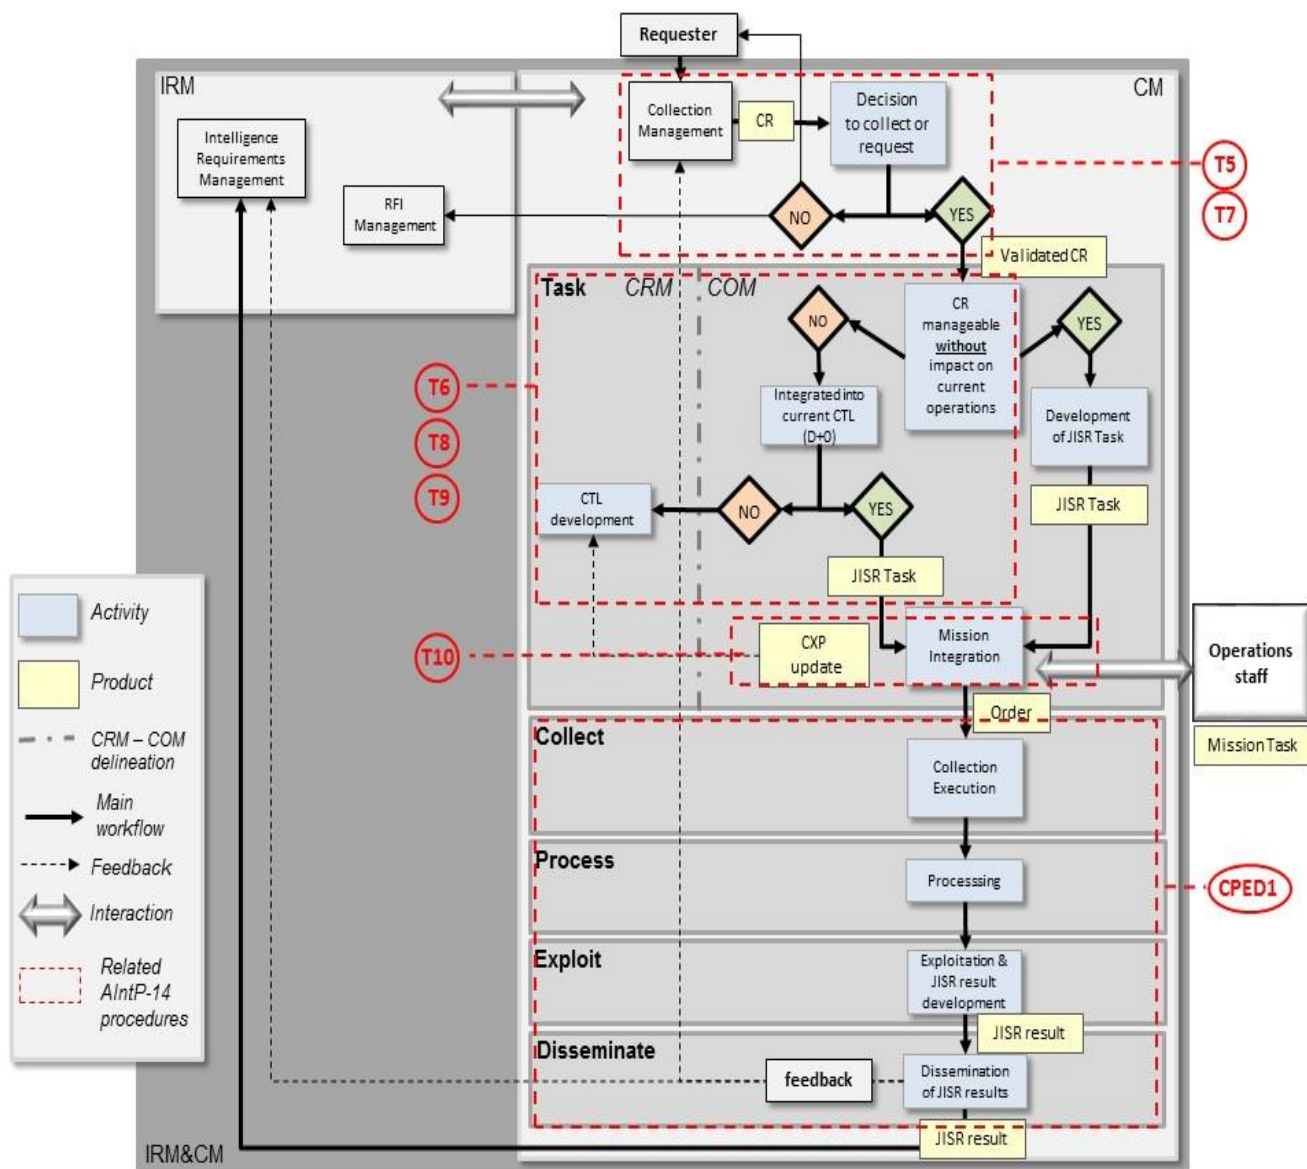 Requester
IRM
CM
Collection
Management
CR
Decision
to collect or
request
Intelligence
Requirements
Management
RFI
Management
NO
YES
T5
T7
Validated CR
Task
CRM
COM
NO
CR
manageable
without
impact on
current
operations
YES
T6
T8
T9
Integrated into
current CTL
(D+0)
Development
of JISR Task
CTL
development
NO
YES
JISR Task
JISR Task
T10
CXP
update
Mission
Integration
Operations
staff
Order
Mission Task
Collect
Collection
Execution
Process
Processsing
CPED1
Exploit
Exploitation &
JISR result
development
JISR result
Disseminate
feedback
Dissemination
of JISR results
JISR result
IRM&CM
Activity
Product
CRM – COM
delineation
Main
workflow
Feedback
Interaction
Related
AIntP-14
procedures